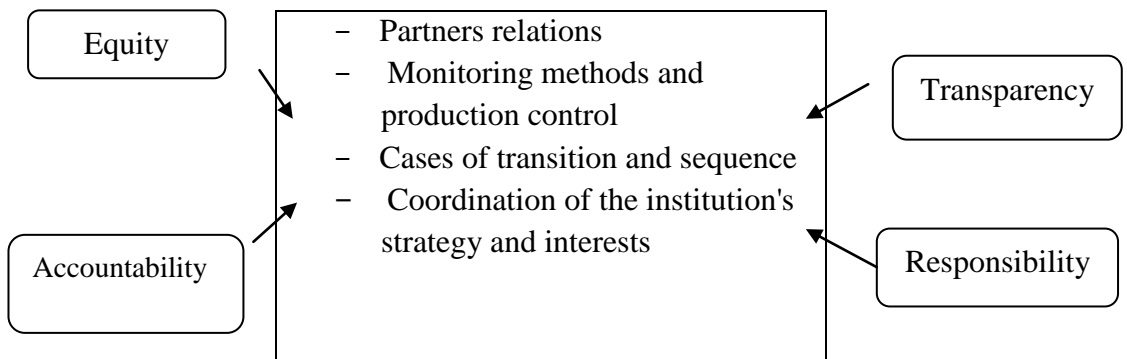 Equity
− Partners relations
− Monitoring methods and
production control
− Cases of transition and sequence
− Coordination of the institution's
strategy and interests
Transparency
Accountability
Responsibility